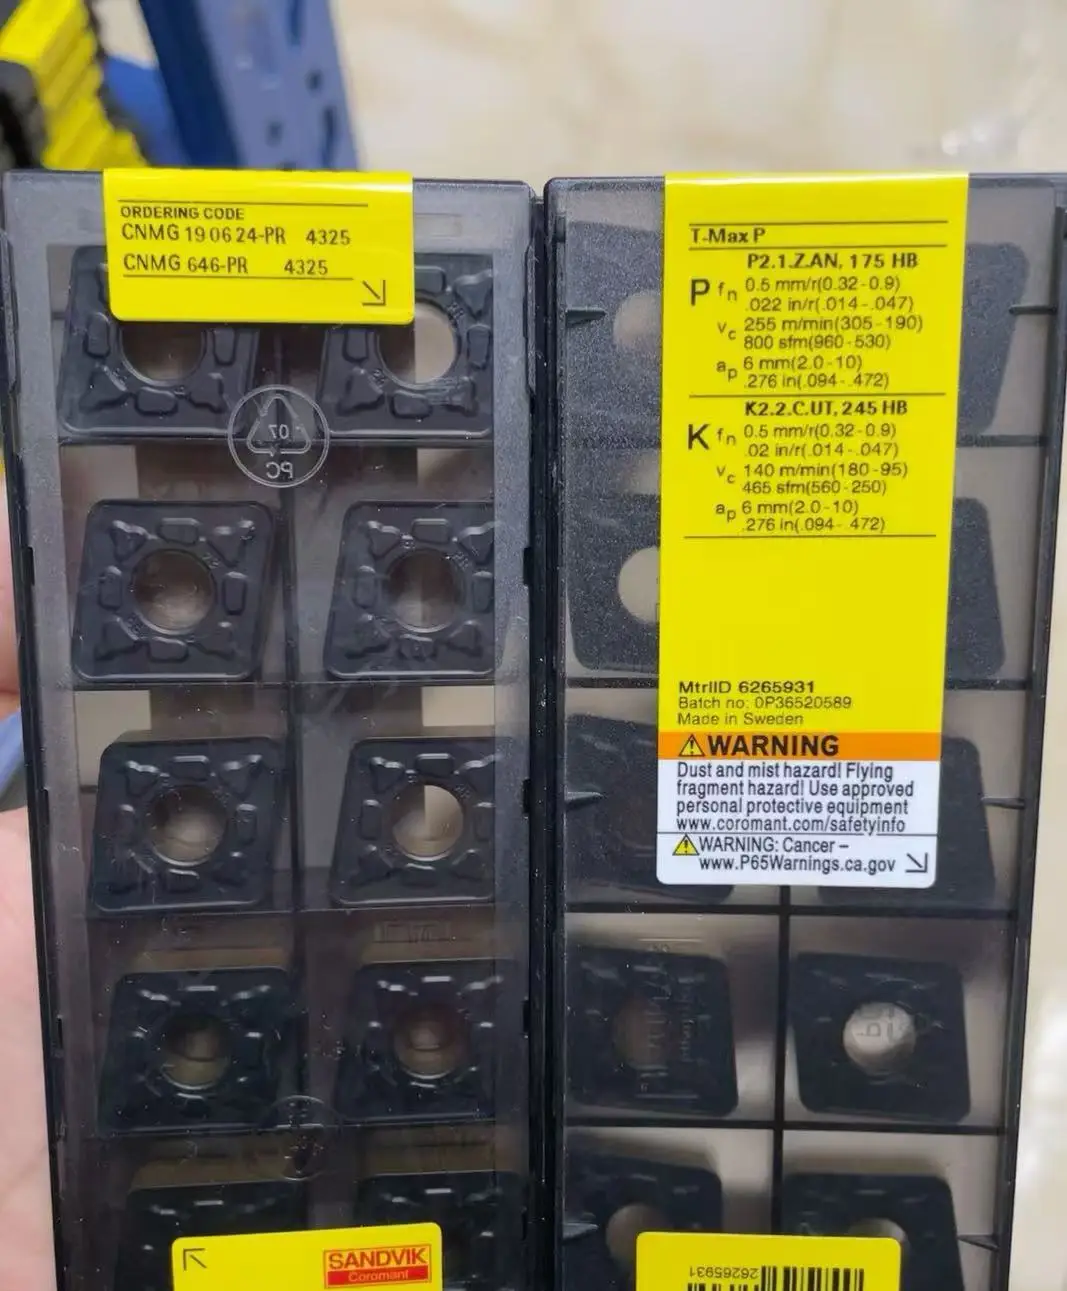 ORDERING CODE
CNMG 19 06 24-PR 4325
CNMG 646-PR 4325
07
PC
SANDVIK
Coromant
T-Max P
P2.1.Z.AN, 175 HB
P fn 0.5 mm/r(0.32-0.9)
.022 in/r(.014-.047)
vc 255 m/min(305-190)
800 sfm(960-530)
ap 6 mm(2.0-10)
.276 in(.094-.472)
K2.2.C.UT, 245 HB
K fn 0.5 mm/r(0.32-0.9)
.02 in/r(.014-.047)
vc 140 m/min(180-95)
465 sfm(560-250)
ap 6 mm(2.0-10)
.276 in(.094-.472)
MtrlID 6265931
Batch no: 0P36520589
Made in Sweden
WARNING
Dust and mist hazard! Flying
fragment hazard! Use approved
personal protective equipment
www.coromant.com/safetyinfo
WARNING: Cancer –
www.P65Warnings.ca.gov
26265931